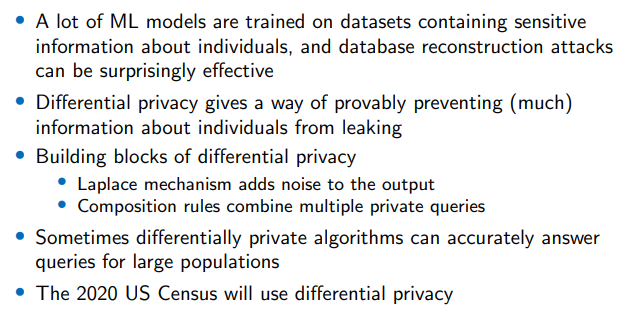 • A lot of ML models are trained on datasets containing sensitive
information about individuals, and database reconstruction attacks
can be surprisingly effective
• Differential privacy gives a way of provably preventing (much)
information about individuals from leaking
• Building blocks of differential privacy
• Laplace mechanism adds noise to the output
• Composition rules combine multiple private queries
• Sometimes differentially private algorithms can accurately answer
queries for large populations
• The 2020 US Census will use differential privacy